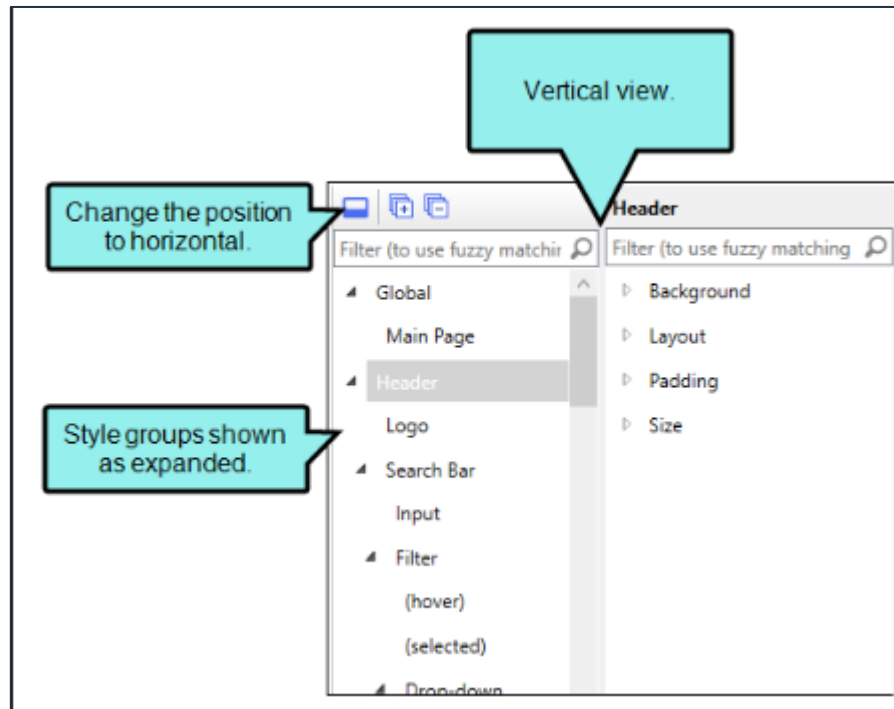 Vertical view.
Change the position
to horizontal.
Header
Filter (to use fuzzy matchir
Filter (to use fuzzy matching
Global
Background
Main Page
Layout
Header
Padding
Logo
Size
Style groups shown
as expanded.
Search Bar
Input
Filter
(hover)
(selected)
Drop-down